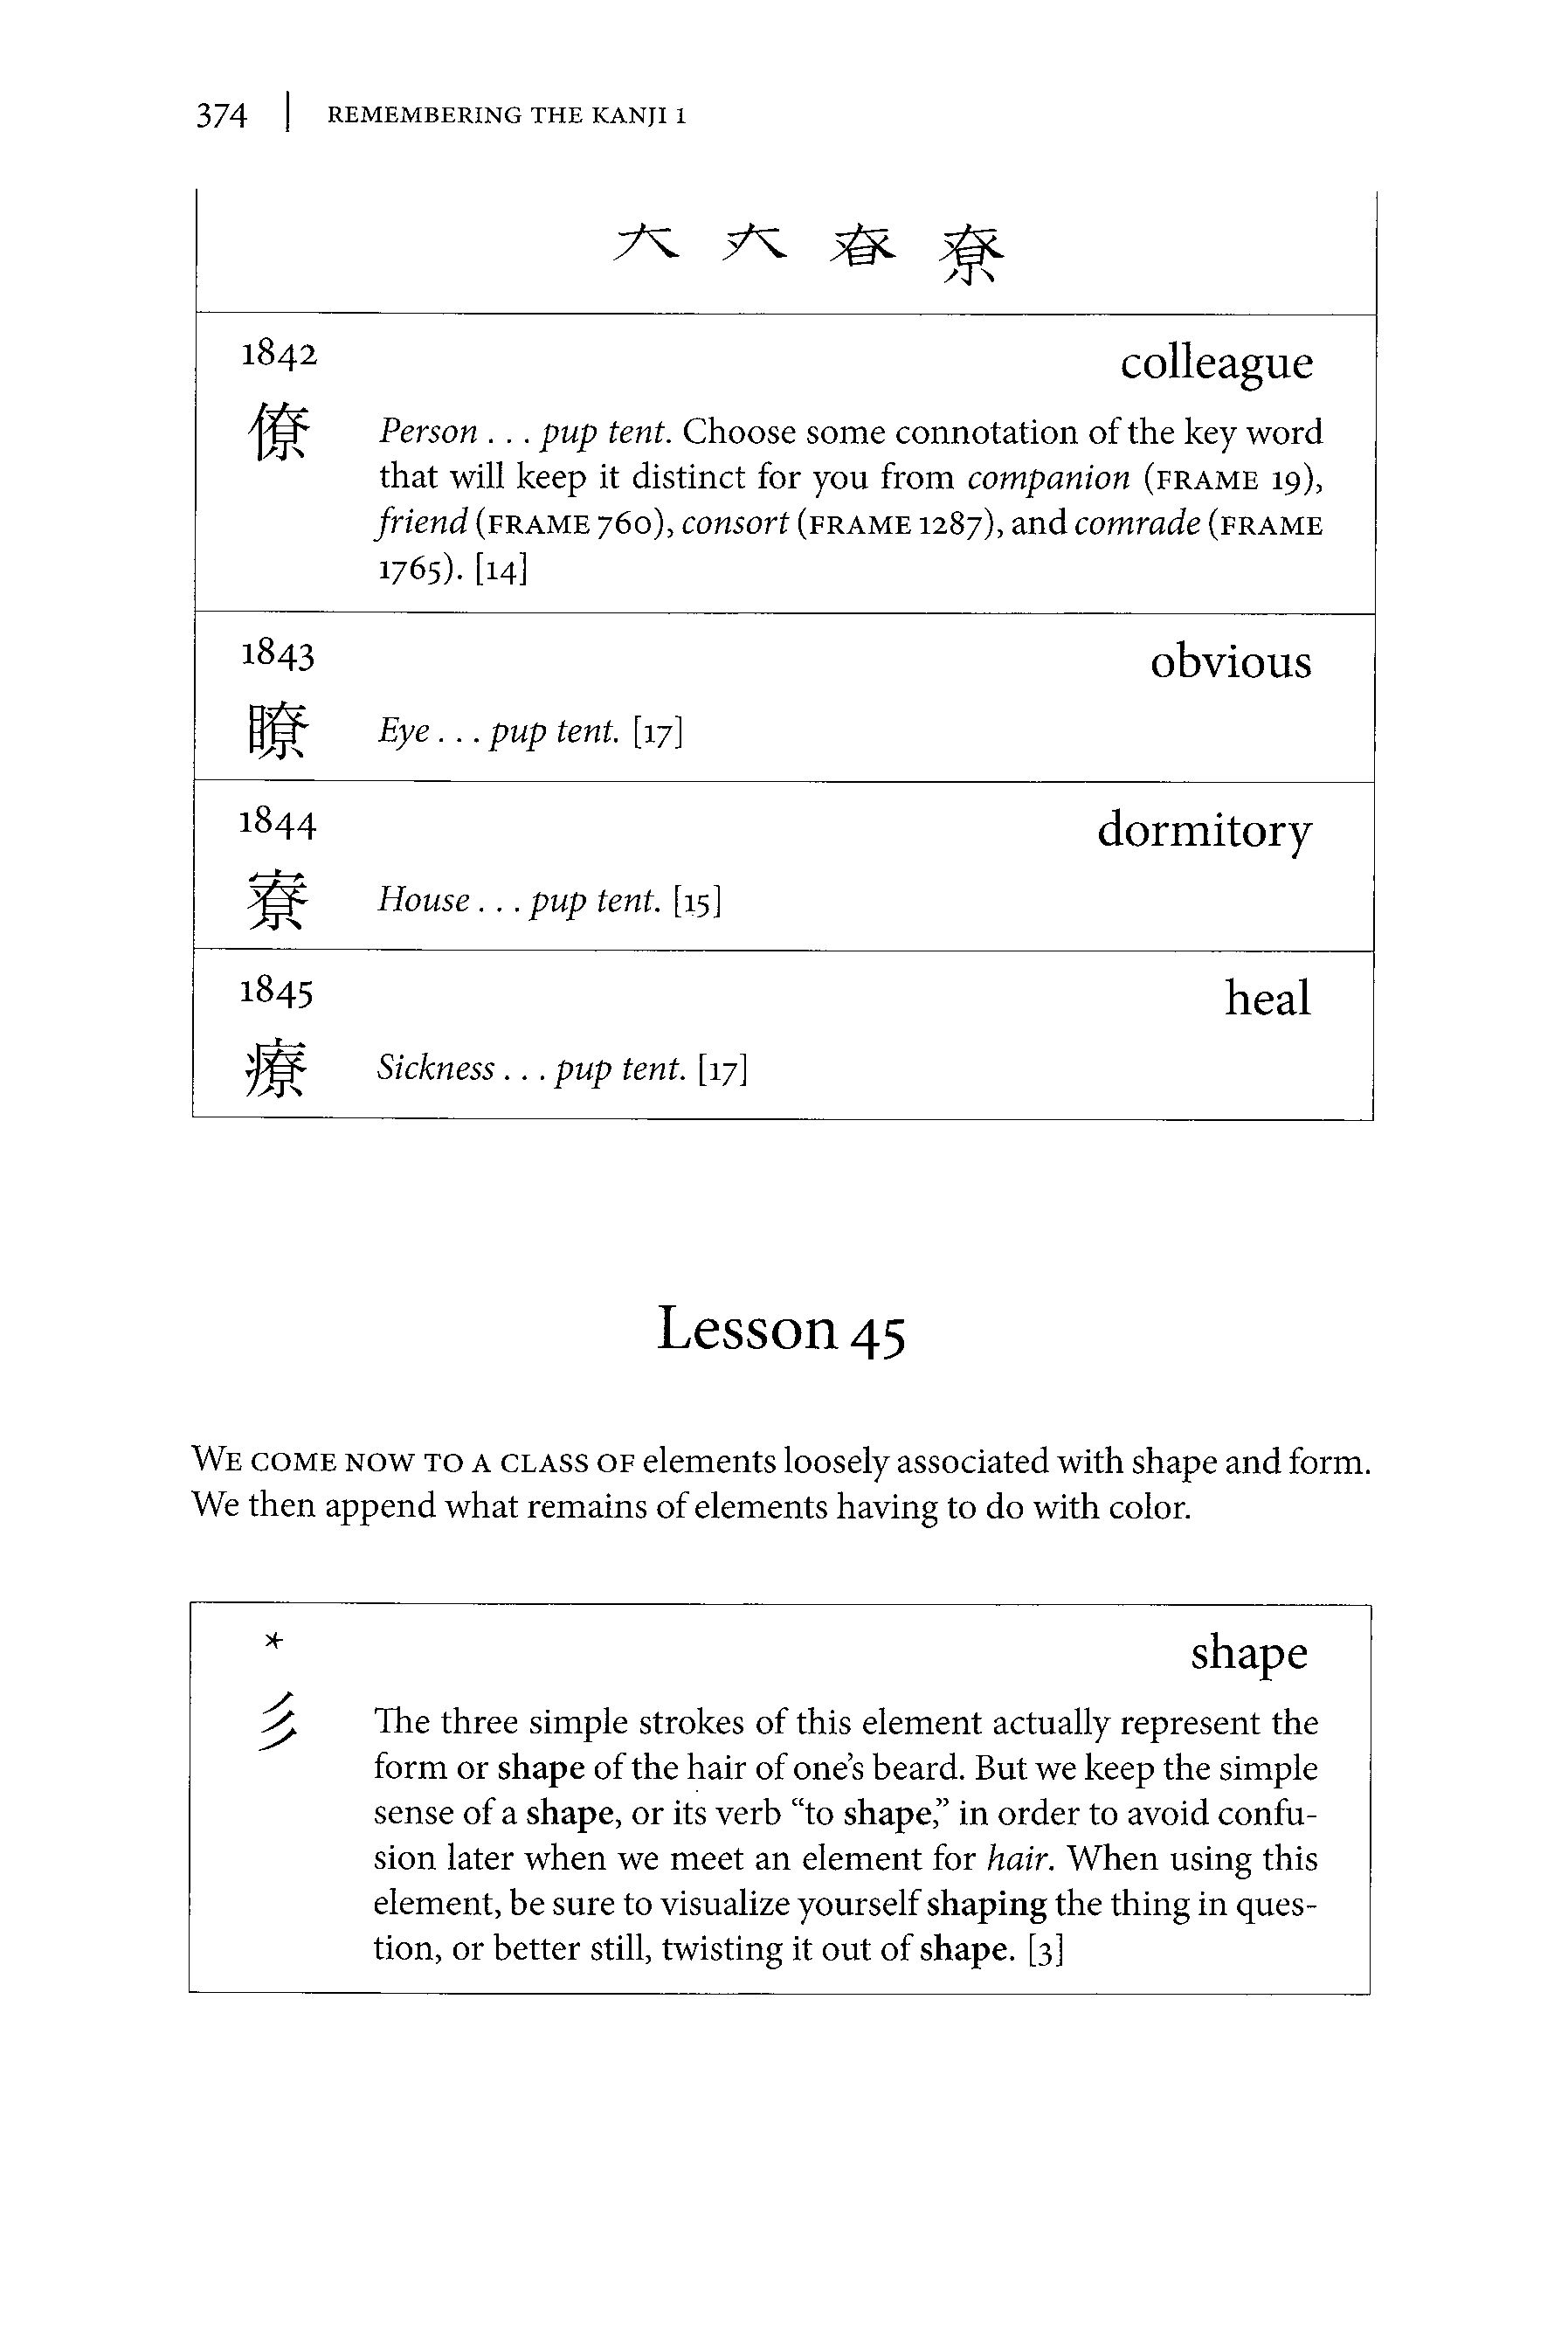 374 | REMEMBERING THE KANJI 1
大 𡗗 昚 尞
1842 colleague
僚 Person . . . pup tent. Choose some connotation of the key word
that will keep it distinct for you from companion (FRAME 19),
friend (FRAME 760), consort (FRAME 1287), and comrade (FRAME
1765). [14]
1843 obvious
瞭 Eye . . . pup tent. [17]
1844 dormitory
寮 House . . . pup tent. [15]
1845 heal
療 Sickness . . . pup tent. [17]
Lesson 45
WE COME NOW TO A CLASS OF elements loosely associated with shape and form.
We then append what remains of elements having to do with color.
* shape
彡 The three simple strokes of this element actually represent the
form or shape of the hair of one's beard. But we keep the simple
sense of a shape, or its verb “to shape,” in order to avoid confu-
sion later when we meet an element for hair. When using this
element, be sure to visualize yourself shaping the thing in ques-
tion, or better still, twisting it out of shape. [3]